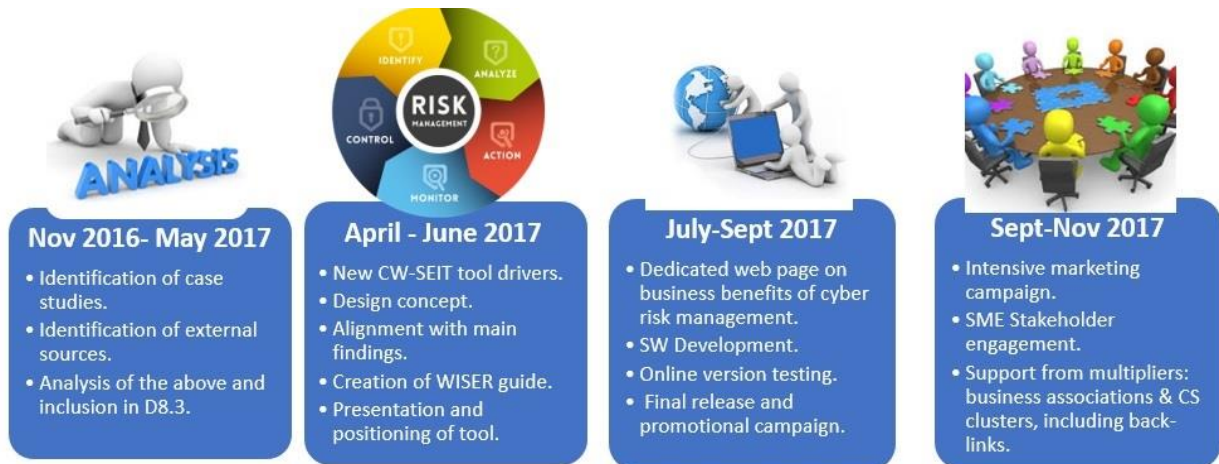 ANALYSIS
IDENTIFY
ANALYZE
RISK
MANAGEMENT
CONTROL
ACTION
MONITOR
Nov 2016- May 2017
• Identification of case
studies.
• Identification of external
sources.
• Analysis of the above and
inclusion in D8.3.
April - June 2017
• New CW-SEIT tool drivers.
• Design concept.
• Alignment with main
findings.
• Creation of WISER guide.
• Presentation and
positioning of tool.
July-Sept 2017
• Dedicated web page on
business benefits of cyber
risk management.
• SW Development.
• Online version testing.
• Final release and
promotional campaign.
Sept-Nov 2017
• Intensive marketing
campaign.
• SME Stakeholder
engagement.
• Support from multipliers:
business associations & CS
clusters, including back-
links.